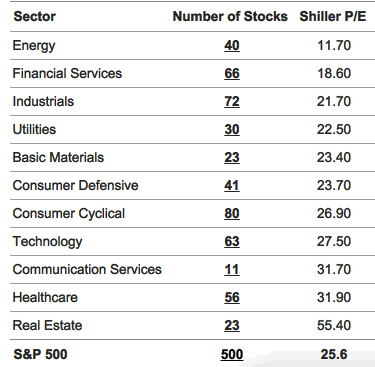 Sector Number of Stocks Shiller P/E
Energy 40 11.70
Financial Services 66 18.60
Industrials 72 21.70
Utilities 30 22.50
Basic Materials 23 23.40
Consumer Defensive 41 23.70
Consumer Cyclical 80 26.90
Technology 63 27.50
Communication Services 11 31.70
Healthcare 56 31.90
Real Estate 23 55.40
S&P 500 500 25.6